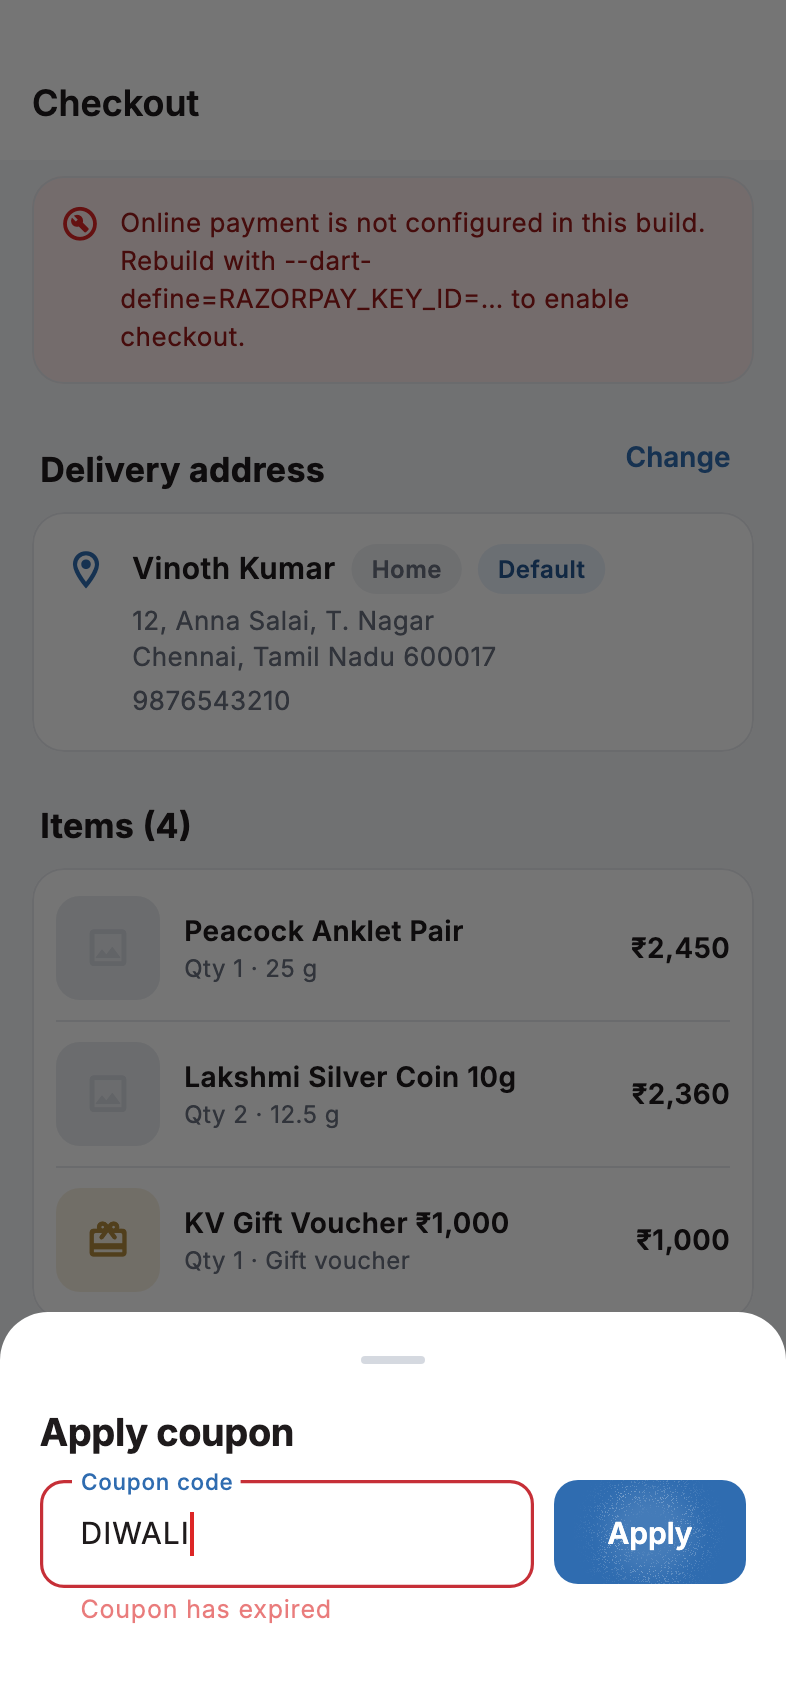 Checkout
Online payment is not configured in this build.
Rebuild with --dart-
define=RAZORPAY_KEY_ID=... to enable
checkout.
Delivery address
Change
Vinoth Kumar Home Default
12, Anna Salai, T. Nagar
Chennai, Tamil Nadu 600017
9876543210
Items (4)
Peacock Anklet Pair
Qty 1 · 25 g
₹2,450
Lakshmi Silver Coin 10g
Qty 2 · 12.5 g
₹2,360
KV Gift Voucher ₹1,000
Qty 1 · Gift voucher
₹1,000
Apply coupon
Coupon code
DIWALI
Apply
Coupon has expired